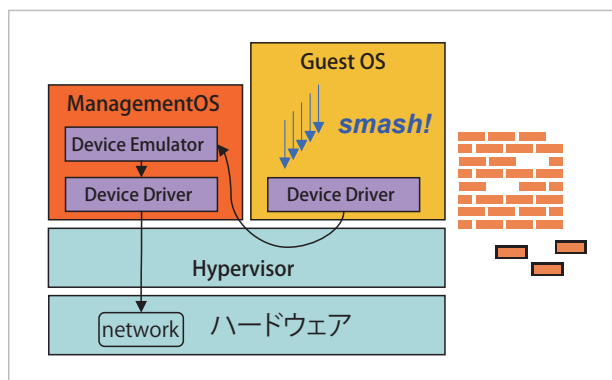 Guest OS
ManagementOS
smash!
Device Emulator
Device Driver
Device Driver
Hypervisor
network
ハードウェア